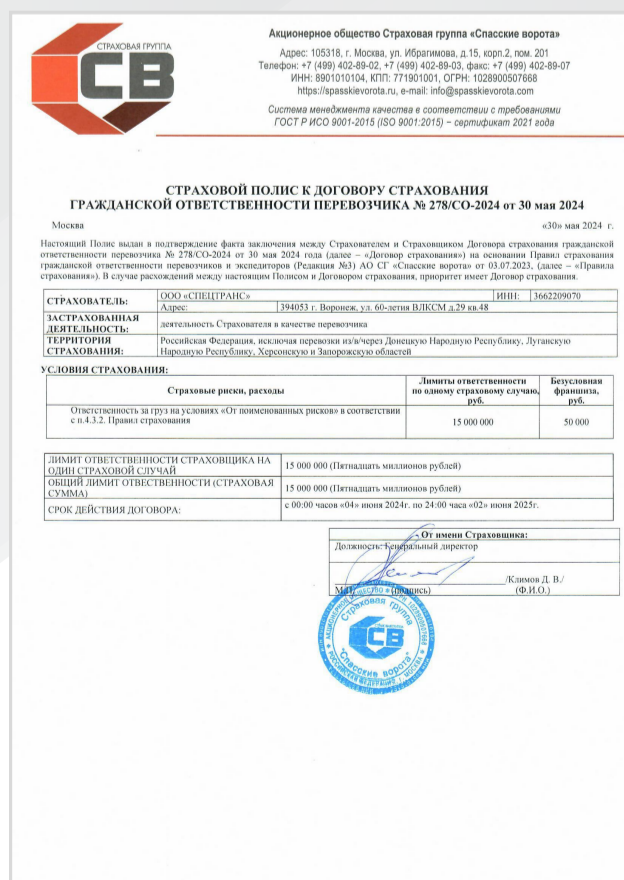 СТРАХОВАЯ ГРУППА
СВ
Акционерное общество Страховая группа «Спасские ворота»
Адрес: 105318, г. Москва, ул. Ибрагимова, д.15, корп.2, пом. 201
Телефон: +7 (499) 402-89-02, +7 (499) 402-89-03, факс: +7 (499) 402-89-07
ИНН: 8901010104, КПП: 771901001, ОГРН: 1028900507668
https://spasskievorota.ru, e-mail: info@spasskievorota.com
Система менеджмента качества в соответствии с требованиями
ГОСТ Р ИСО 9001-2015 (ISO 9001:2015) – сертификат 2021 года
СТРАХОВОЙ ПОЛИС К ДОГОВОРУ СТРАХОВАНИЯ
ГРАЖДАНСКОЙ ОТВЕТСТВЕННОСТИ ПЕРЕВОЗЧИКА № 278/СО-2024 от 30 мая 2024
Москва «30» мая 2024 г.
Настоящий Полис выдан в подтверждение факта заключения между Страхователем и Страховщиком Договора страхования гражданской
ответственности перевозчика № 278/СО-2024 от 30 мая 2024 года (далее – «Договор страхования») на основании Правил страхования
гражданской ответственности перевозчиков и экспедиторов (Редакция №3) АО СГ «Спасские ворота» от 03.07.2023, (далее – «Правила
страхования»). В случае расхождений между настоящим Полисом и Договором страхования, приоритет имеет Договор страхования.
СТРАХОВАТЕЛЬ: ООО «СПЕЦТРАНС» ИНН: 3662209070
Адрес: 394053 г. Воронеж, ул. 60-летия ВЛКСМ д.29 кв.48
ЗАСТРАХОВАННАЯ
ДЕЯТЕЛЬНОСТЬ: деятельность Страхователя в качестве перевозчика
ТЕРРИТОРИЯ
СТРАХОВАНИЯ: Российская Федерация, исключая перевозки из/в/через Донецкую Народную Республику, Луганскую
Народную Республику, Херсонскую и Запорожскую областей
УСЛОВИЯ СТРАХОВАНИЯ:
Страховые риски, расходы
Лимиты ответственности
по одному страховому случаю,
руб.
Безусловная
франшиза,
руб.
Ответственность за груз на условиях «От поименованных рисков» в соответствии
с п.4.3.2. Правил страхования
15 000 000
50 000
ЛИМИТ ОТВЕТСТВЕННОСТИ СТРАХОВЩИКА НА
ОДИН СТРАХОВОЙ СЛУЧАЙ
15 000 000 (Пятнадцать миллионов рублей)
ОБЩИЙ ЛИМИТ ОТВЕСТВЕННОСТИ (СТРАХОВАЯ
СУММА)
15 000 000 (Пятнадцать миллионов рублей)
СРОК ДЕЙСТВИЯ ДОГОВОРА: с 00:00 часов «04» июня 2024г. по 24:00 часа «02» июня 2025г.
От имени Страховщика:
Должность: Генеральный директор
/Климов Д. В./
М.П. (подпись) (Ф.И.О.)
АКЦИОНЕРНОЕ ОБЩЕСТВО
ОГРН 1028900507668
Страховая группа
СВ
"Спасские ворота"
РОССИЙСКАЯ ФЕДЕРАЦИЯ, Г. МОСКВА